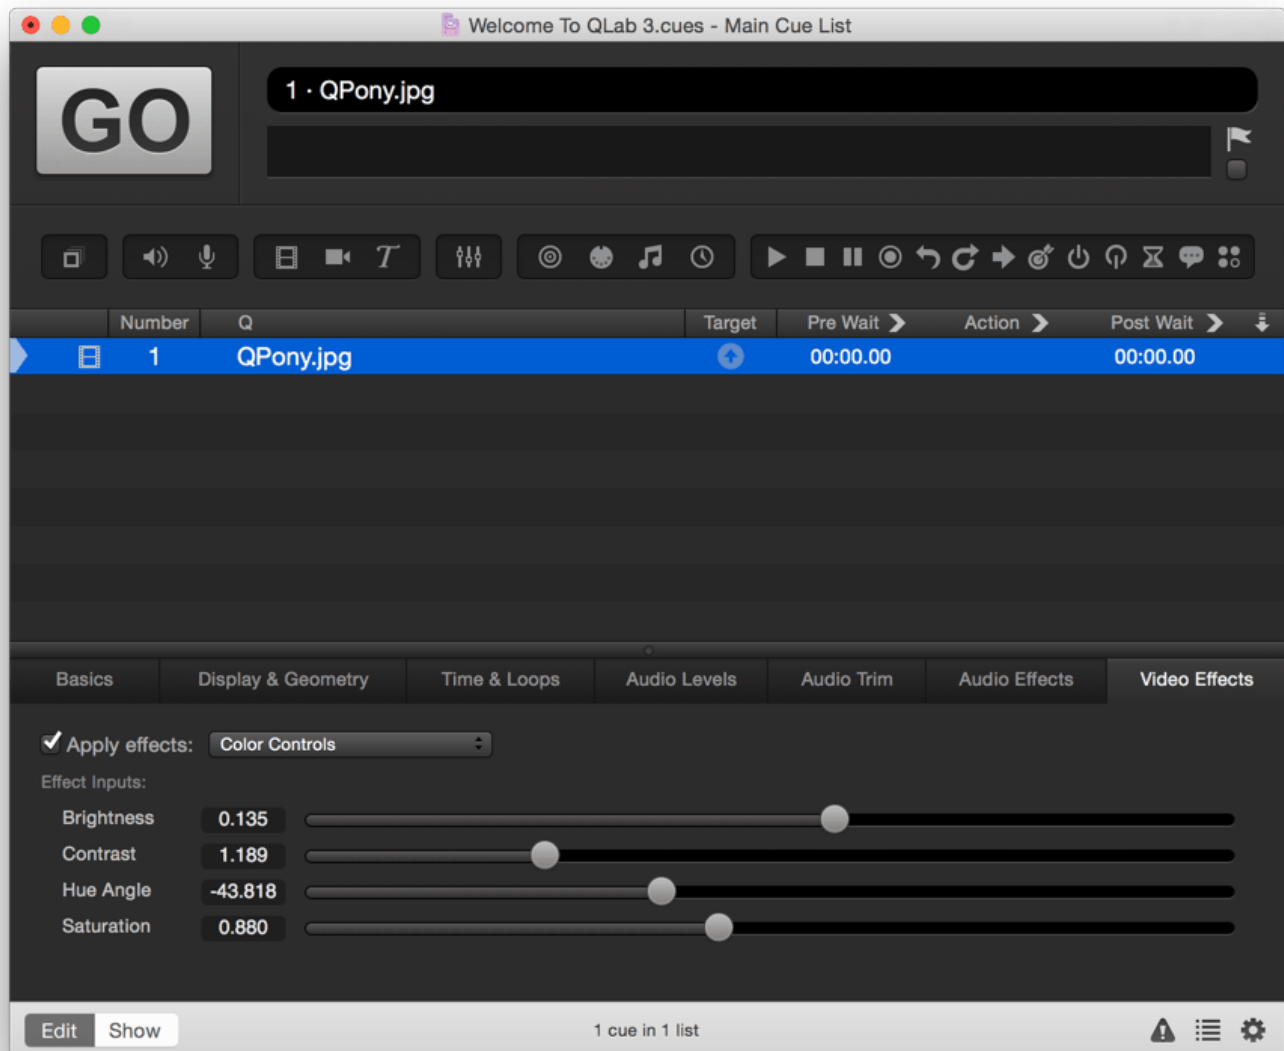 Welcome To QLab 3.cues - Main Cue List
GO
1 · QPony.jpg
T
Number Q Target Pre Wait Action Post Wait
1 QPony.jpg 00:00.00 00:00.00
Basics Display & Geometry Time & Loops Audio Levels Audio Trim Audio Effects Video Effects
Apply effects: Color Controls
Effect Inputs:
Brightness 0.135
Contrast 1.189
Hue Angle -43.818
Saturation 0.880
Edit Show 1 cue in 1 list